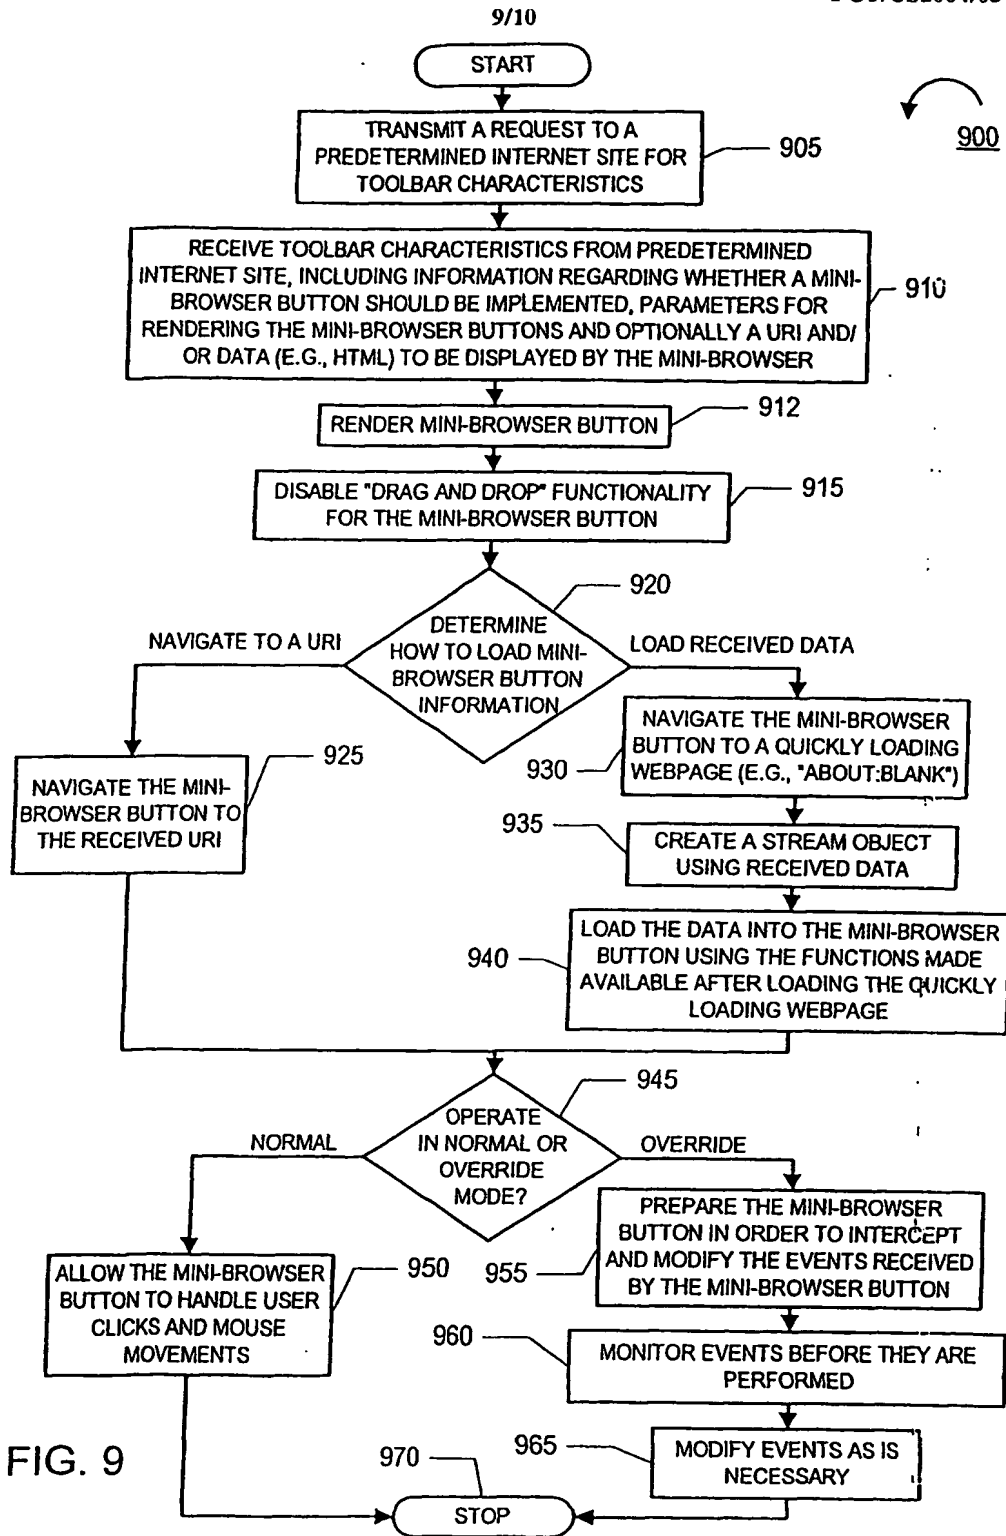 9/10
START
900
TRANSMIT A REQUEST TO A
PREDETERMINED INTERNET SITE FOR
TOOLBAR CHARACTERISTICS
905
RECEIVE TOOLBAR CHARACTERISTICS FROM PREDETERMINED
INTERNET SITE, INCLUDING INFORMATION REGARDING WHETHER A MINI-
BROWSER BUTTON SHOULD BE IMPLEMENTED, PARAMETERS FOR
RENDERING THE MINI-BROWSER BUTTONS AND OPTIONALLY A URI AND/
OR DATA (E.G., HTML) TO BE DISPLAYED BY THE MINI-BROWSER
910
RENDER MINI-BROWSER BUTTON
912
DISABLE "DRAG AND DROP" FUNCTIONALITY
FOR THE MINI-BROWSER BUTTON
915
DETERMINE
HOW TO LOAD MINI-
BROWSER BUTTON
INFORMATION
920
NAVIGATE TO A URI
LOAD RECEIVED DATA
NAVIGATE THE MINI-
BROWSER BUTTON TO
THE RECEIVED URI
925
NAVIGATE THE MINI-BROWSER
BUTTON TO A QUICKLY LOADING
WEBPAGE (E.G., "ABOUT:BLANK")
930
CREATE A STREAM OBJECT
USING RECEIVED DATA
935
LOAD THE DATA INTO THE MINI-BROWSER
BUTTON USING THE FUNCTIONS MADE
AVAILABLE AFTER LOADING THE QUICKLY
LOADING WEBPAGE
940
OPERATE
IN NORMAL OR
OVERRIDE
MODE?
945
NORMAL
OVERRIDE
ALLOW THE MINI-BROWSER
BUTTON TO HANDLE USER
CLICKS AND MOUSE
MOVEMENTS
950
PREPARE THE MINI-BROWSER
BUTTON IN ORDER TO INTERCEPT
AND MODIFY THE EVENTS RECEIVED
BY THE MINI-BROWSER BUTTON
955
MONITOR EVENTS BEFORE THEY ARE
PERFORMED
960
MODIFY EVENTS AS IS
NECESSARY
965
STOP
970
FIG. 9